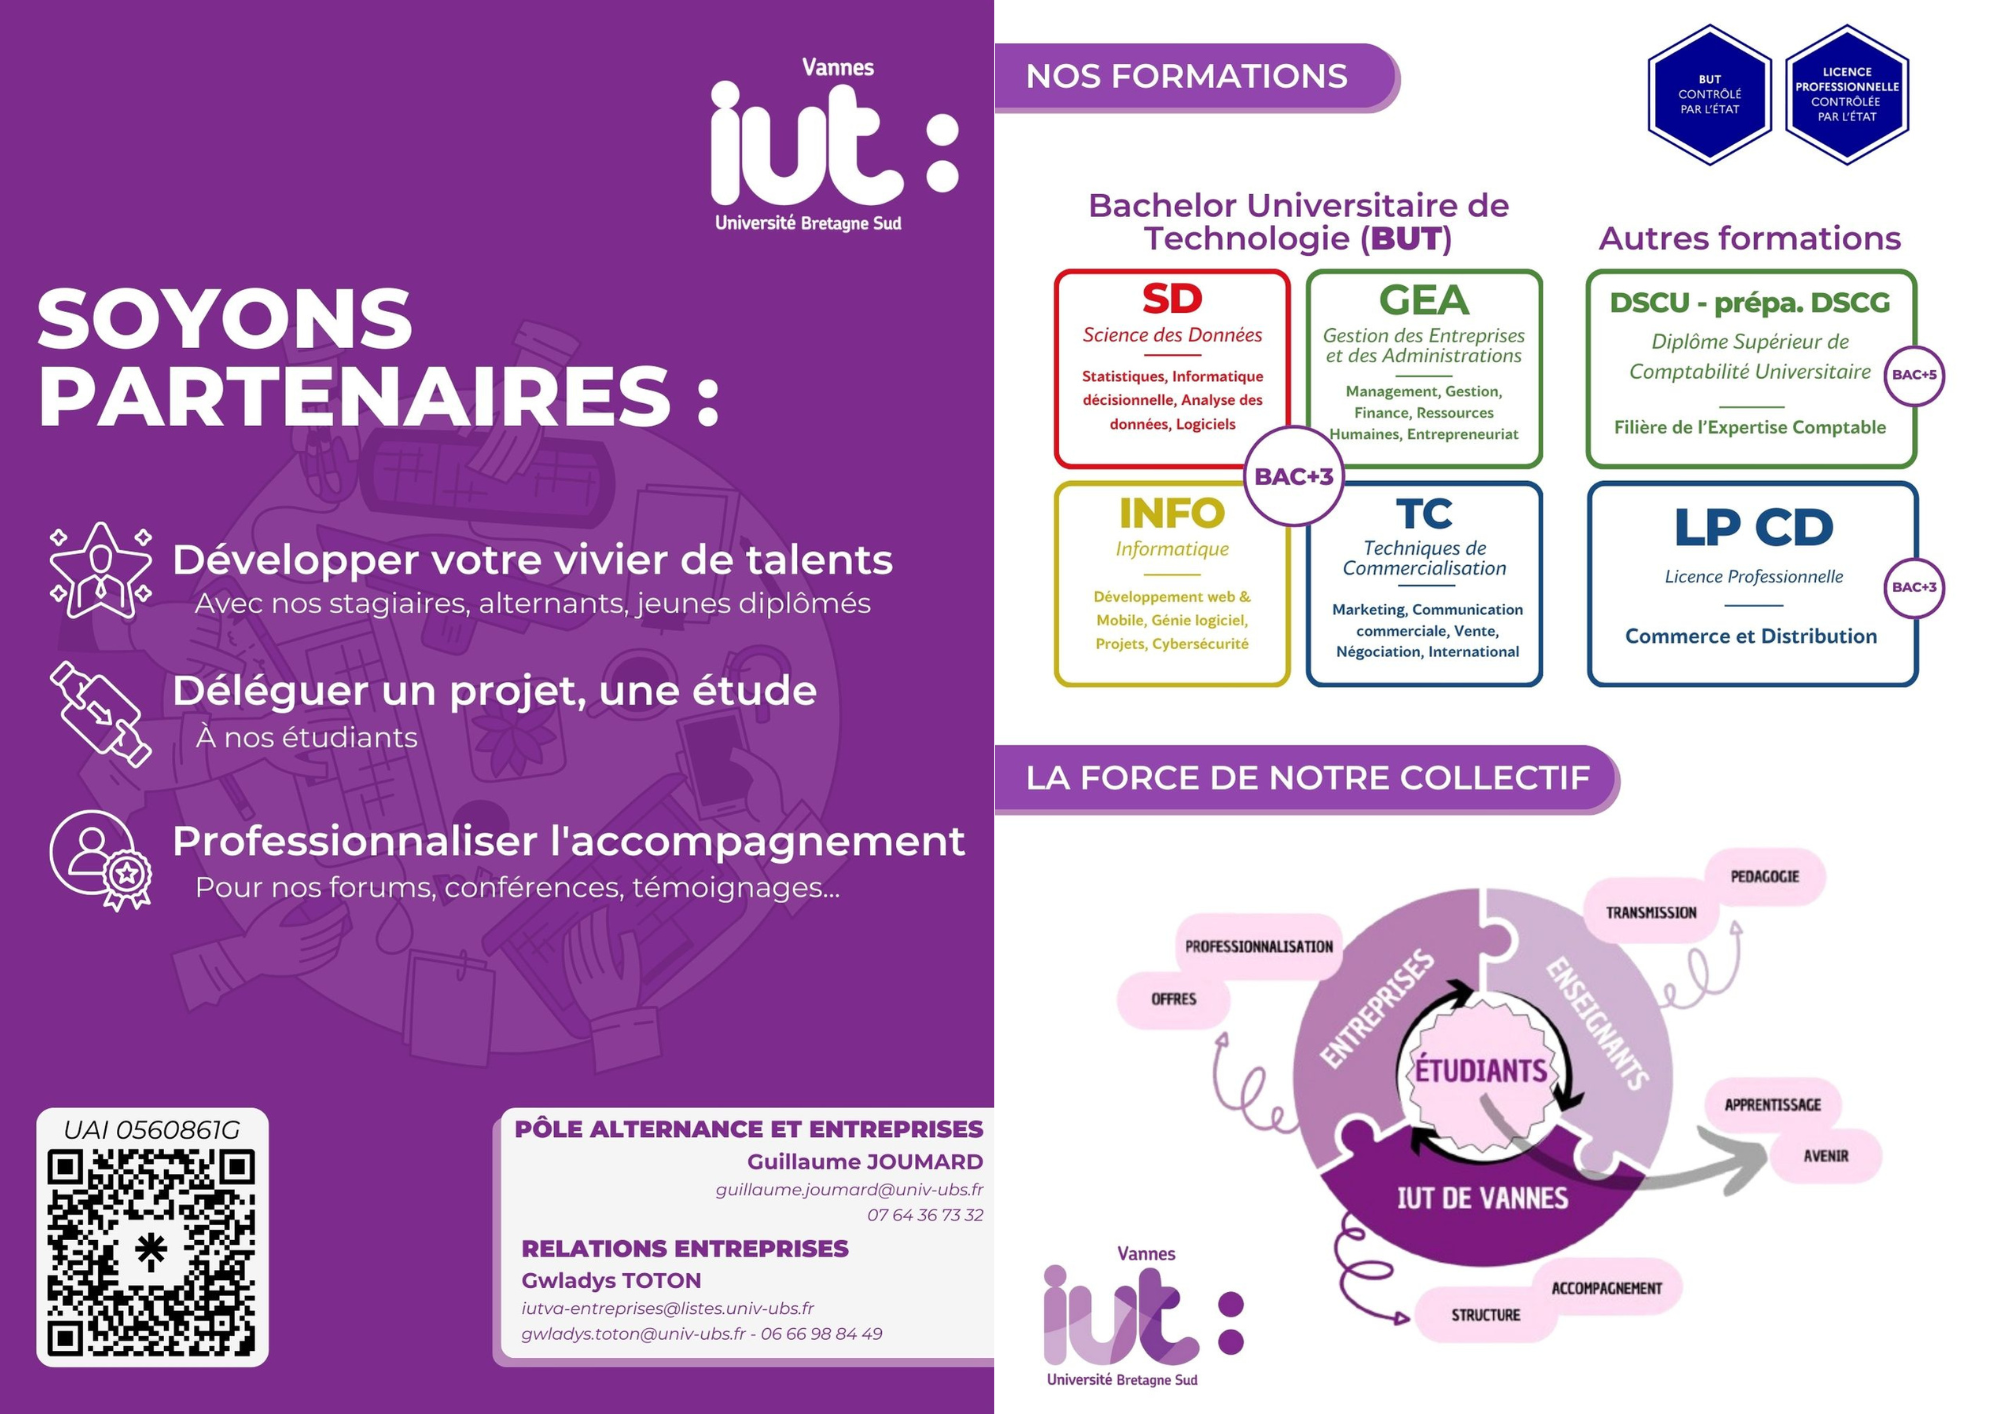 Vannes
iut:
Université Bretagne Sud
SOYONS
PARTENAIRES :
Développer votre vivier de talents
Avec nos stagiaires, alternants, jeunes diplômés
Déléguer un projet, une étude
À nos étudiants
Professionnaliser l'accompagnement
Pour nos forums, conférences, témoignages...
UAI 0560861G
PÔLE ALTERNANCE ET ENTREPRISES
Guillaume JOUMARD
guillaume.joumard@univ-ubs.fr
07 64 36 73 32
RELATIONS ENTREPRISES
Gwladys TOTON
iutva-entreprises@listes.univ-ubs.fr
gwladys.toton@univ-ubs.fr - 06 66 98 84 49
NOS FORMATIONS
BUT
CONTRÔLÉ
PAR L'ÉTAT
LICENCE
PROFESSIONNELLE
CONTRÔLÉE
PAR L'ÉTAT
Bachelor Universitaire de
Technologie (BUT)
SD
Science des Données
Statistiques, Informatique
décisionnelle, Analyse des
données, Logiciels
GEA
Gestion des Entreprises
et des Administrations
Management, Gestion,
Finance, Ressources
Humaines, Entrepreneuriat
BAC+3
INFO
Informatique
Développement web &
Mobile, Génie logiciel,
Projets, Cybersécurité
TC
Techniques de
Commercialisation
Marketing, Communication
commerciale, Vente,
Négociation, International
Autres formations
DSCU - prépa. DSCG
Diplôme Supérieur de
Comptabilité Universitaire
Filière de l'Expertise Comptable
BAC+5
LP CD
Licence Professionnelle
Commerce et Distribution
BAC+3
LA FORCE DE NOTRE COLLECTIF
PROFESSIONNALISATION
OFFRES
ENTREPRISES
TRANSMISSION
PEDAGOGIE
ENSEIGNANTS
ÉTUDIANTS
APPRENTISSAGE
AVENIR
IUT DE VANNES
ACCOMPAGNEMENT
STRUCTURE
Vannes
iut:
Université Bretagne Sud